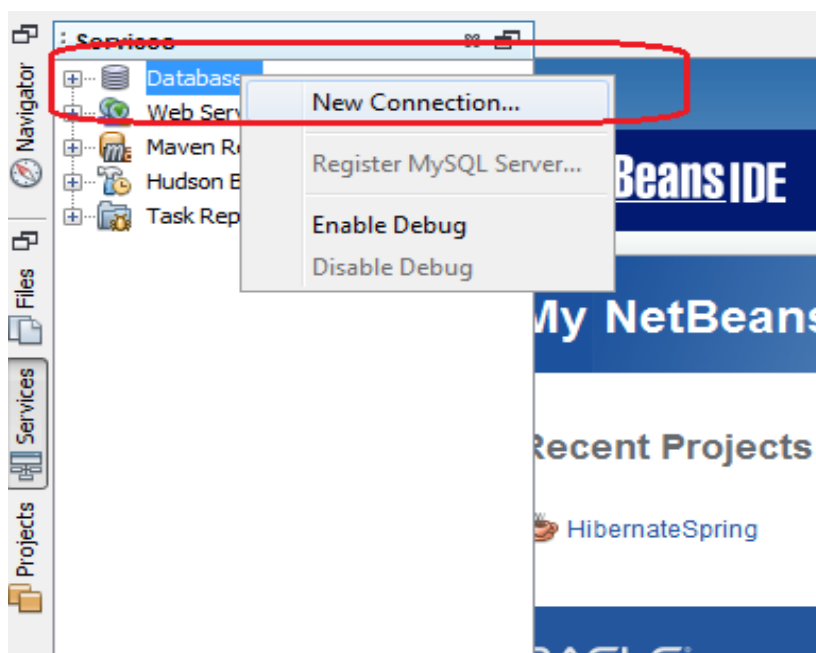 Services
Navigator
Files
Services
Projects
Databases
Web Serv
Maven Re
Hudson B
Task Rep
New Connection...
Register MySQL Server...
Enable Debug
Disable Debug
Beans IDE
My NetBeans
Recent Projects
HibernateSpring